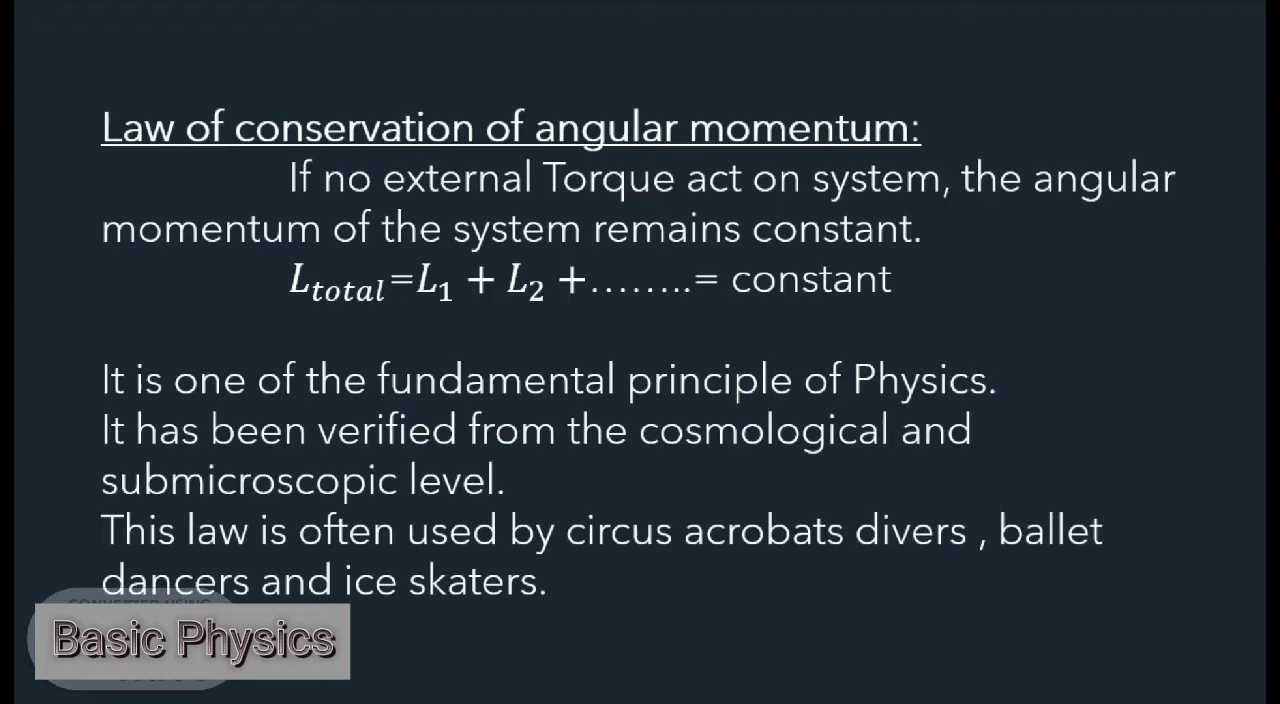 Law of conservation of angular momentum:
If no external Torque act on system, the angular
momentum of the system remains constant.
L_total=L_1 + L_2 +……..= constant
It is one of the fundamental principle of Physics.
It has been verified from the cosmological and
submicroscopic level.
This law is often used by circus acrobats divers , ballet
dancers and ice skaters.
Basic Physics